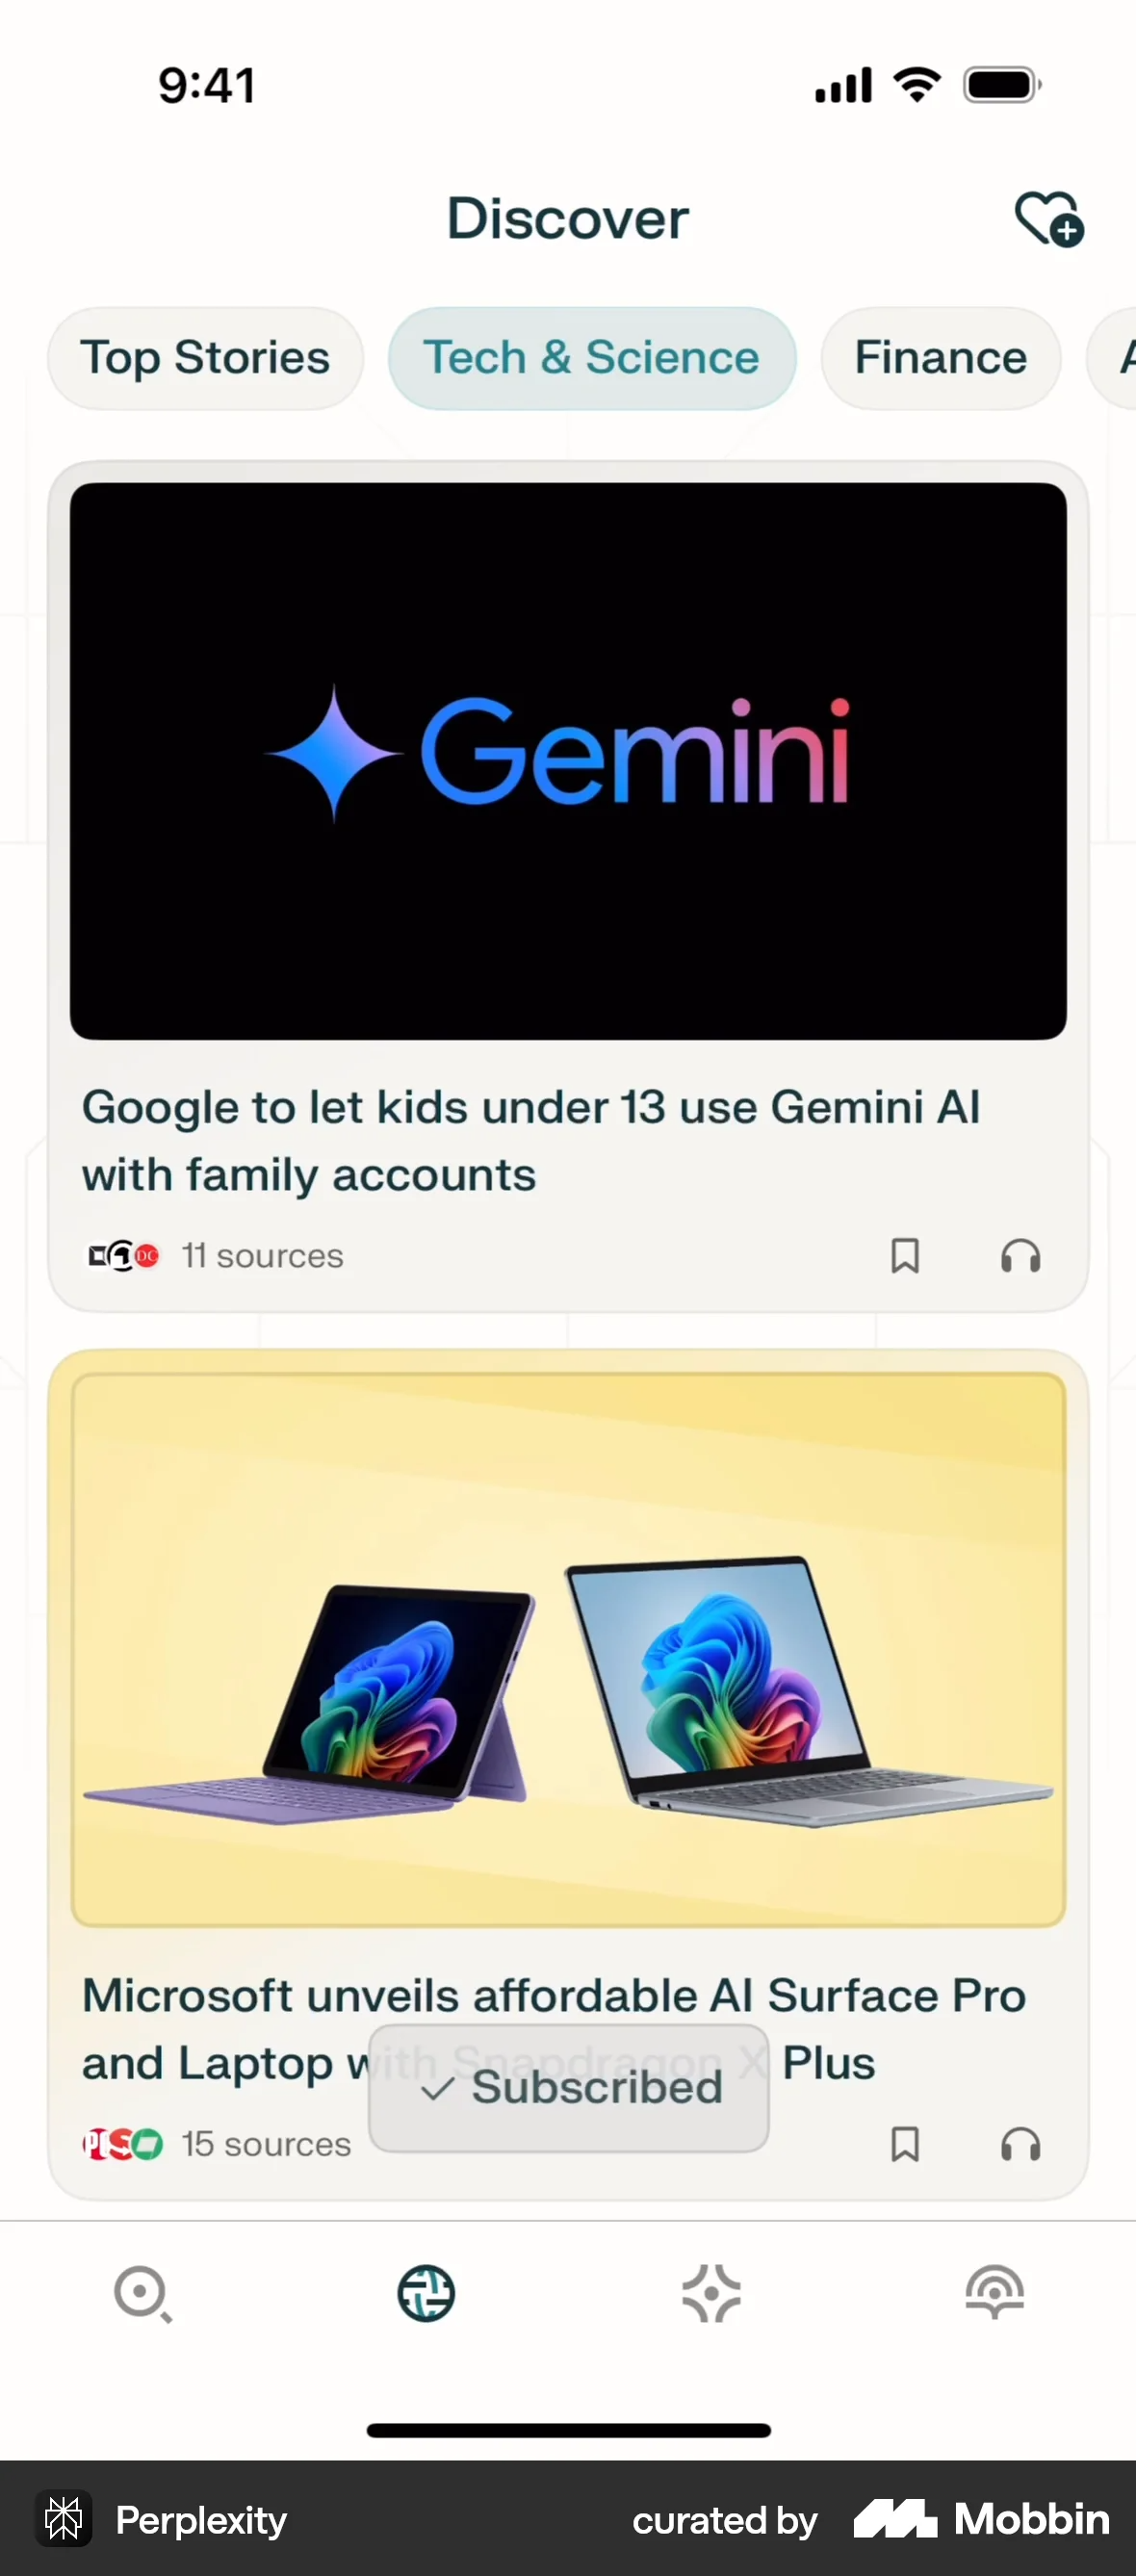 9:41
Discover
Top Stories
Tech & Science
Finance
A
Gemini
Google to let kids under 13 use Gemini AI
with family accounts
DC
11 sources
Microsoft unveils affordable AI Surface Pro
and Laptop with Snapdragon X Plus
✓ Subscribed
15 sources
Perplexity
curated by
Mobbin